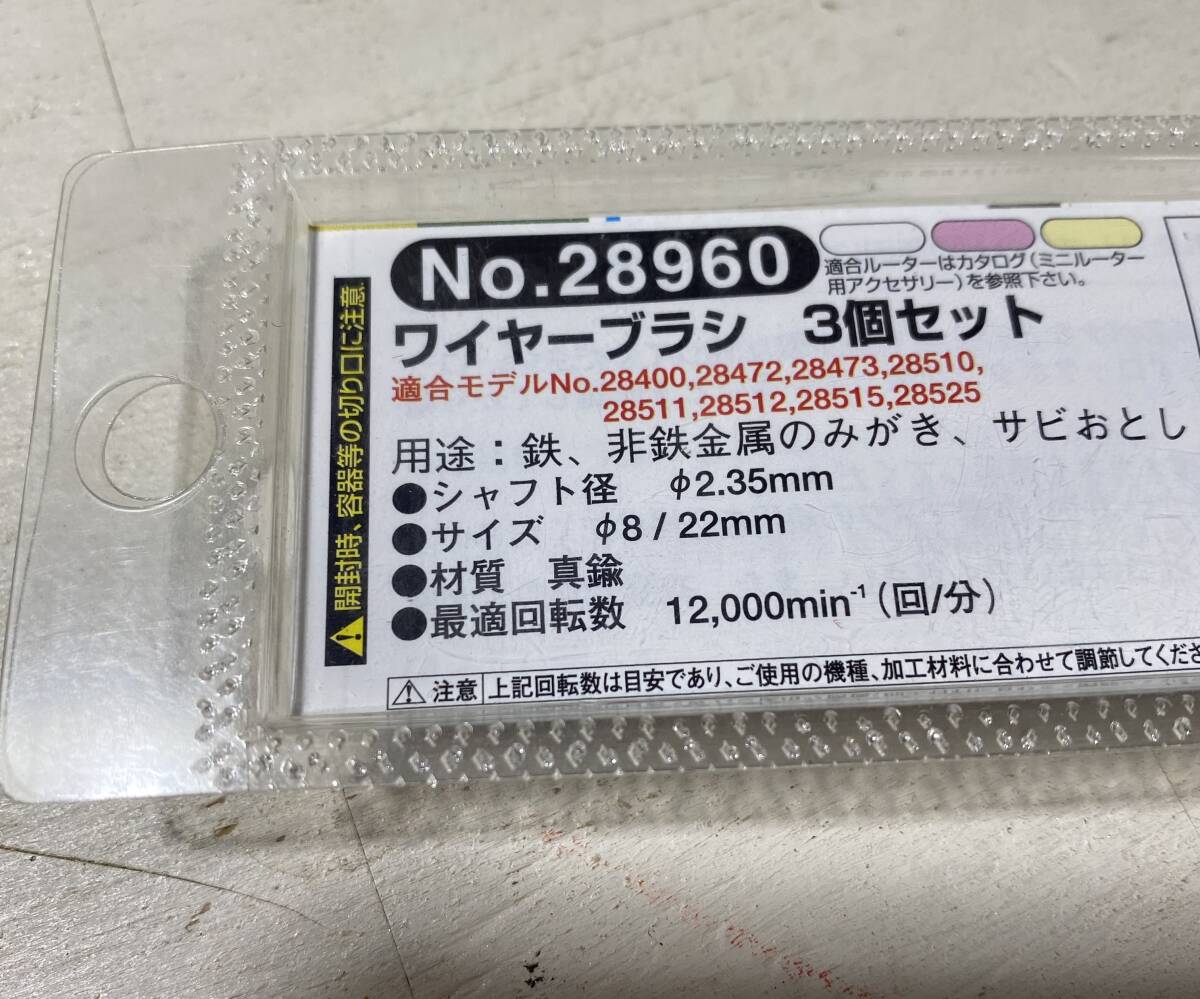 No.28960
適合ルーターはカタログ(ミニルーター
用アクセサリー)を参照下さい。
ワイヤーブラシ 3個セット
適合モデルNo.28400,28472,28473,28510,
28511,28512,28515,28525
用途:鉄、非鉄金属のみがき、サビおとし
●シャフト径 φ2.35mm
●サイズ φ8 / 22mm
●材質 真鍮
●最適回転数 12,000min⁻¹(回/分)
⚠ 注意 上記回転数は目安であり、ご使用の機種、加工材料に合わせて調節してくださ
⚠ 開封時、容器等の切り口に注意